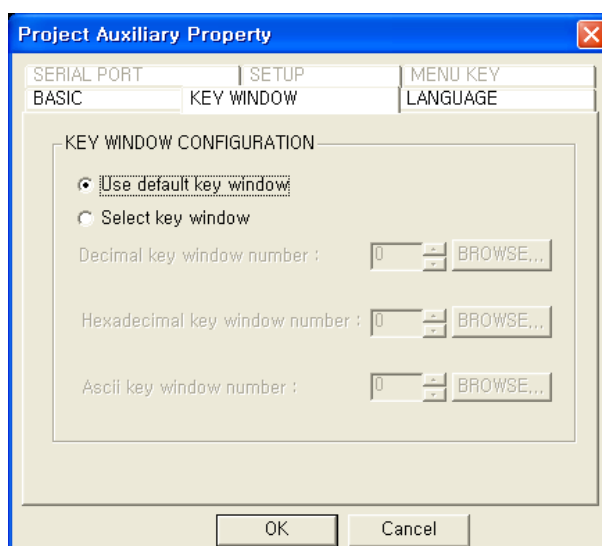 Project Auxiliary Property
SERIAL PORT SETUP MENU KEY
BASIC KEY WINDOW LANGUAGE
KEY WINDOW CONFIGURATION
Use default key window
Select key window
Decimal key window number : 0 BROWSE,,,
Hexadecimal key window number : 0 BROWSE,,,
Ascii key window number : 0 BROWSE,,,
OK Cancel